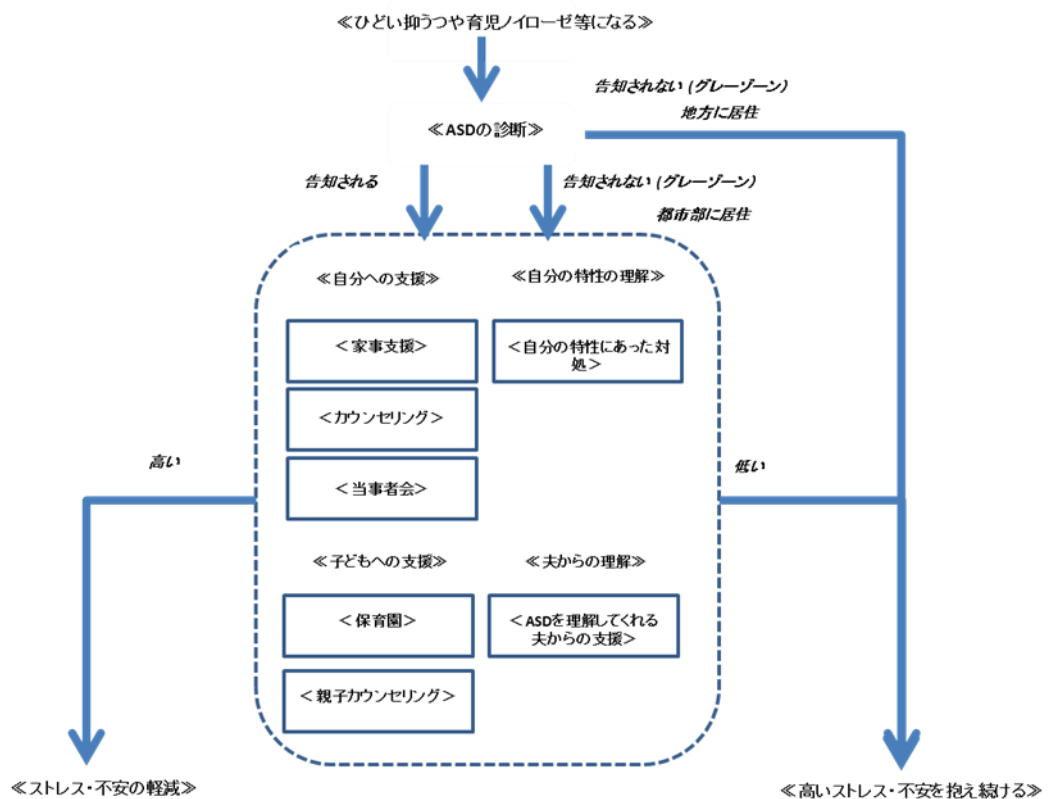 ≪ひどい抑うつや育児ノイローゼ等になる≫
告知されない (グレーゾーン)
地方に居住
≪ASDの診断≫
告知される
告知されない (グレーゾーン)
都市部に居住
≪自分への支援≫
≪自分の特性の理解≫
＜家事支援＞
＜自分の特性にあった対
処＞
＜カウンセリング＞
＜当事者会＞
高い
低い
≪子どもへの支援≫
≪夫からの理解≫
＜保育園＞
＜ASDを理解してくれる
夫からの支援＞
＜親子カウンセリング＞
≪ストレス・不安の軽減≫
≪高いストレス・不安を抱え続ける≫